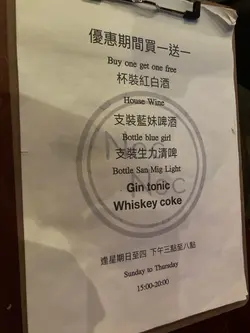 優惠期間買一送一
Buy one get one free
杯裝紅白酒
House Wine
支裝藍妹啤酒
Bottle blue girl
支裝生力清啤
Bottle San Mig Light
Noc
Noc
Gin tonic
Whiskey coke
逢星期日至四 下午三點至八點
Sunday to Thursday
15:00-20:00